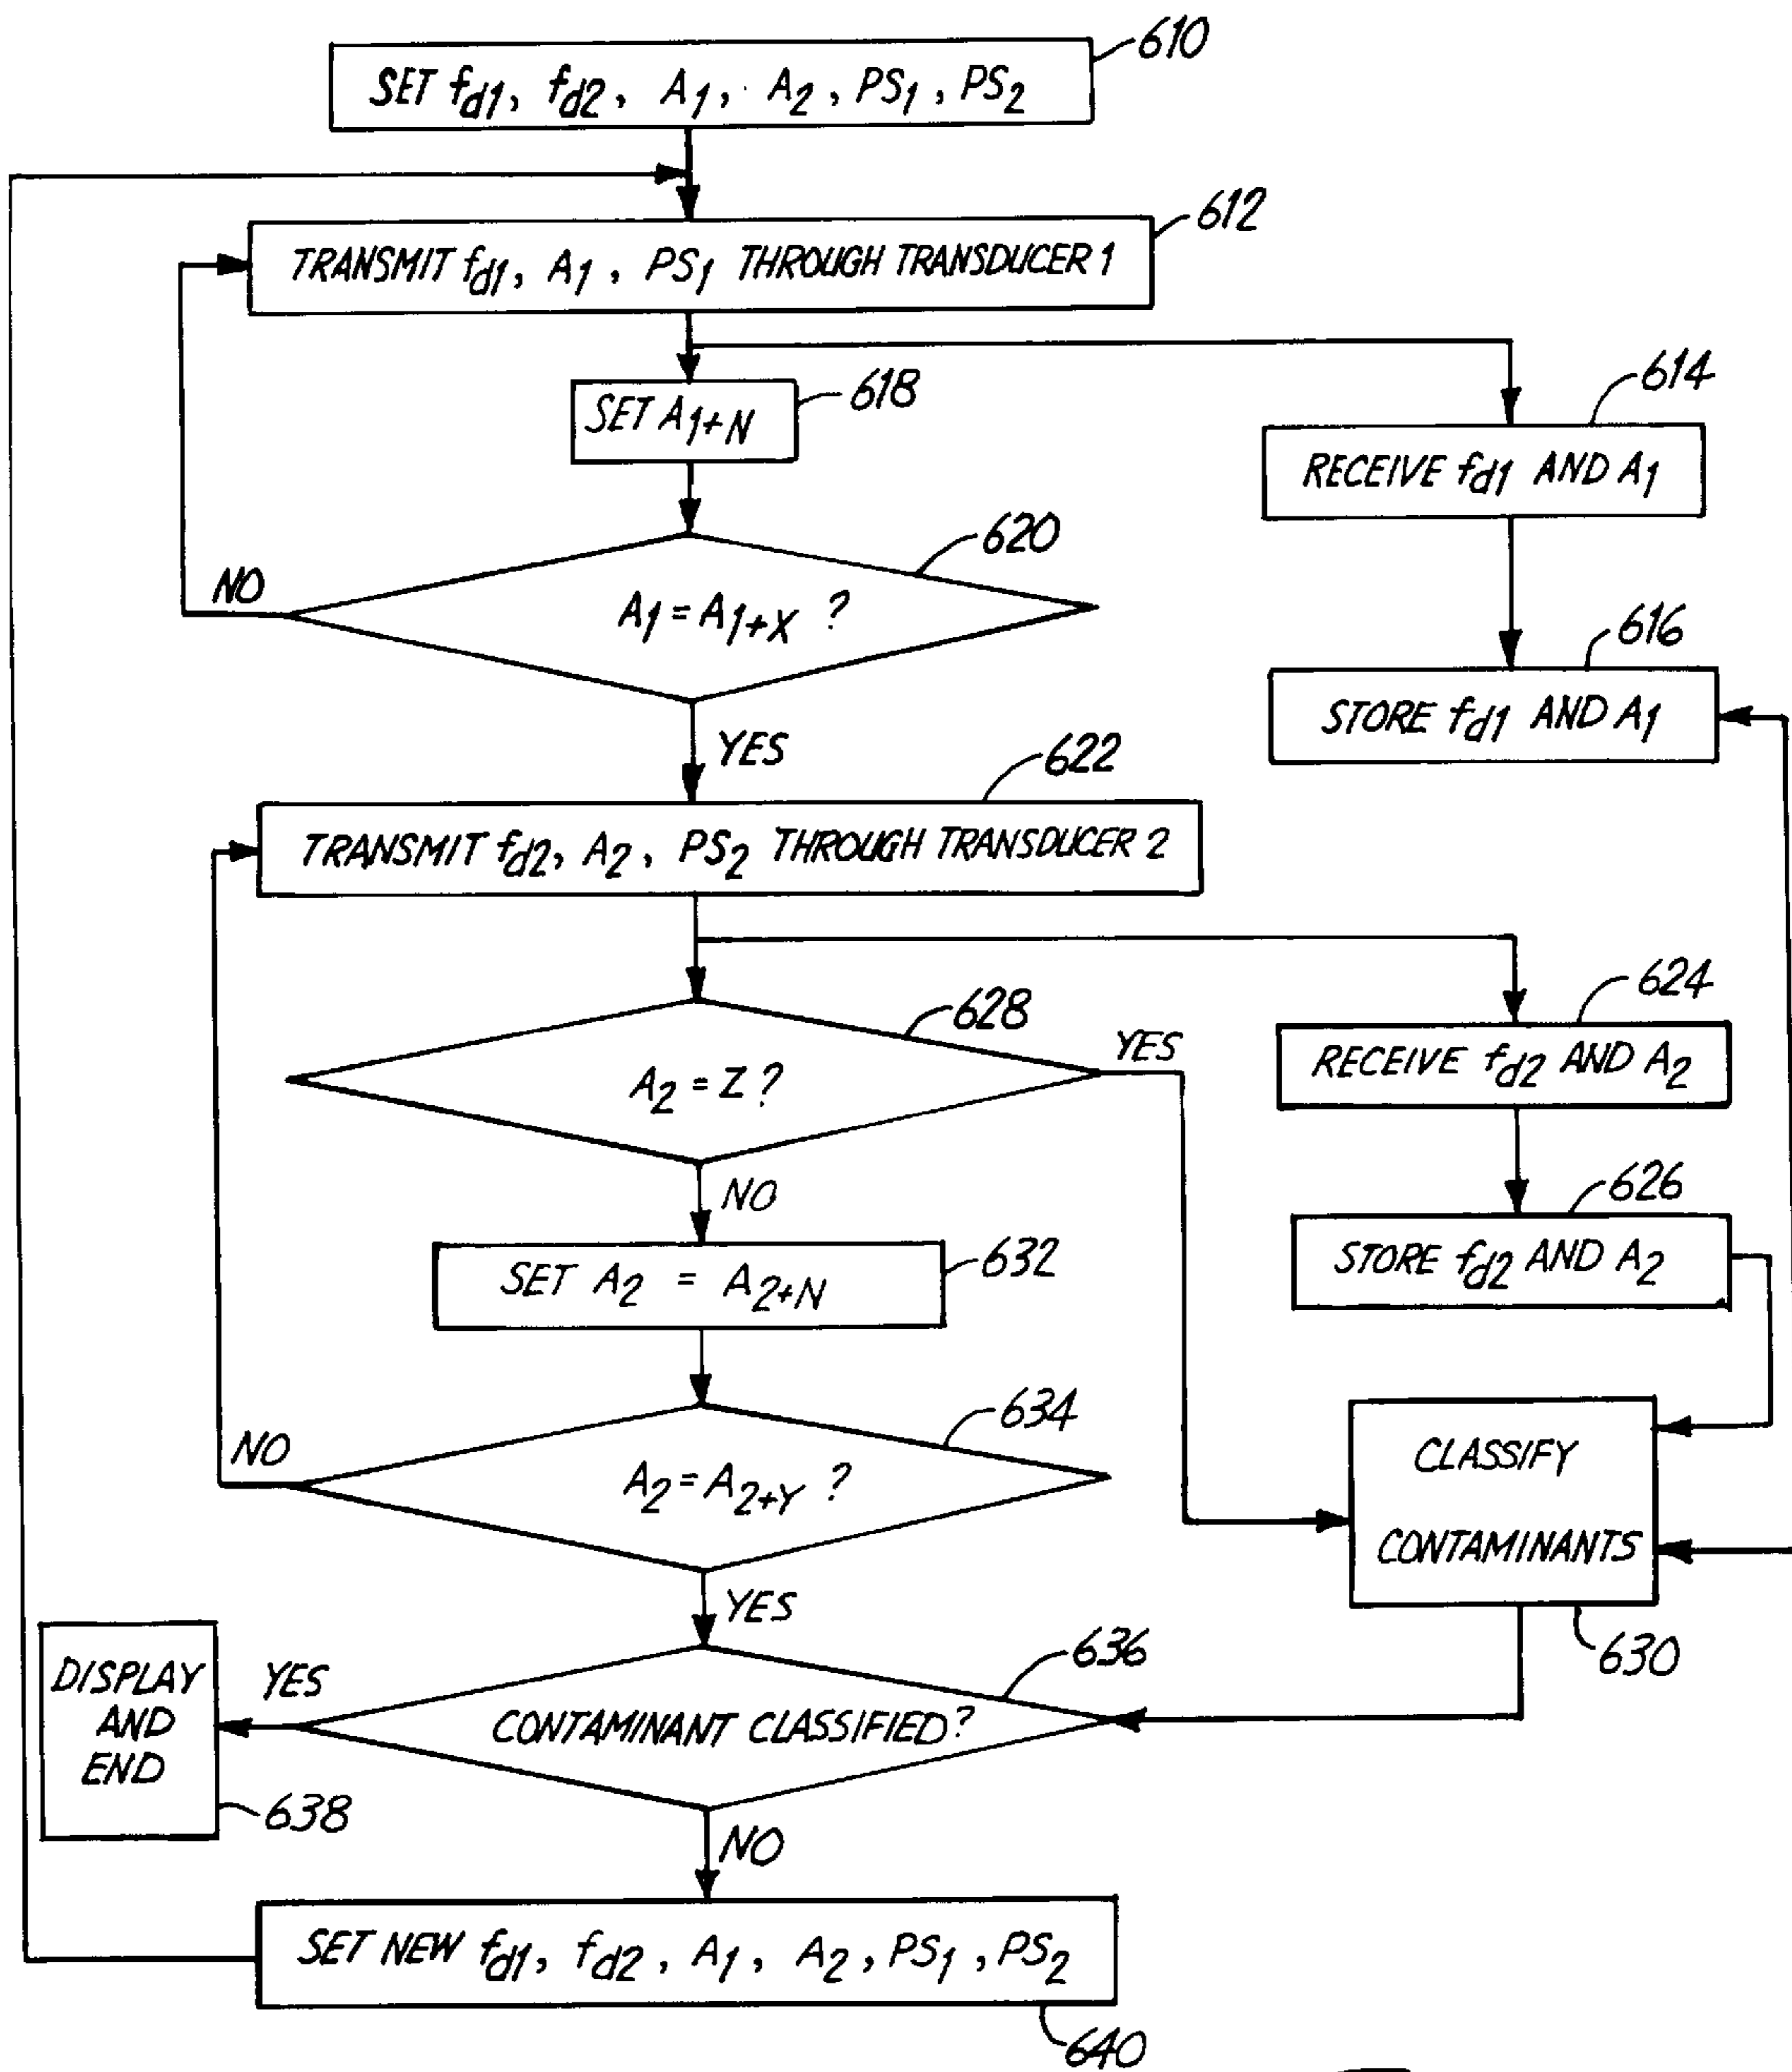 610
SET fd1, fd2, A1, A2, PS1, PS2
612
TRANSMIT fd1, A1, PS1 THROUGH TRANSDUCER 1
618
SET A1+N
614
RECEIVE fd1 AND A1
620
NO
A1 = A1+X ?
616
STORE fd1 AND A1
YES
622
TRANSMIT fd2, A2, PS2 THROUGH TRANSDUCER 2
624
628
YES
RECEIVE fd2 AND A2
A2 = Z ?
626
NO
632
STORE fd2 AND A2
SET A2 = A2+N
634
NO
A2 = A2+Y ?
CLASSIFY
CONTAMINANTS
YES
636
630
DISPLAY
AND
END
YES
CONTAMINANT CLASSIFIED?
638
NO
SET NEW fd1, fd2, A1, A2, PS1, PS2
640